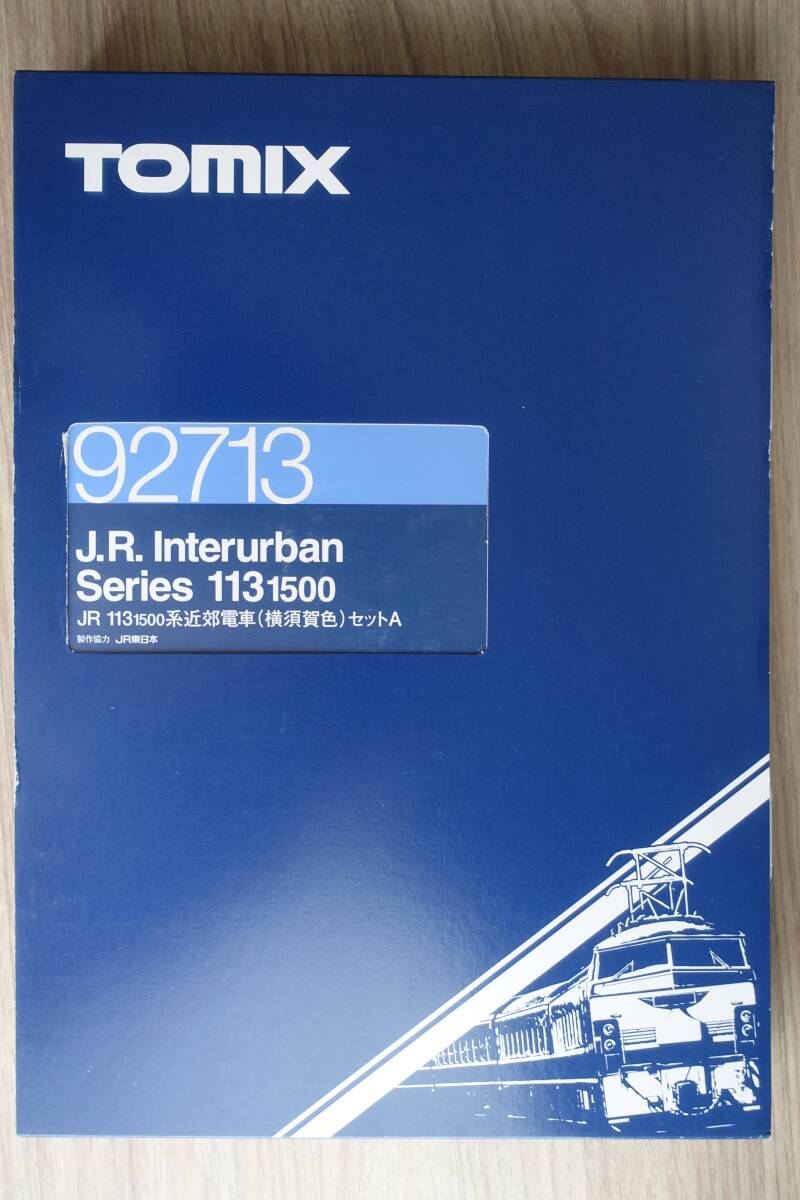 TOMIX
92713
J.R. Interurban
Series 1131500
JR 1131500系近郊電車(横須賀色)セットA
製作協力 JR東日本